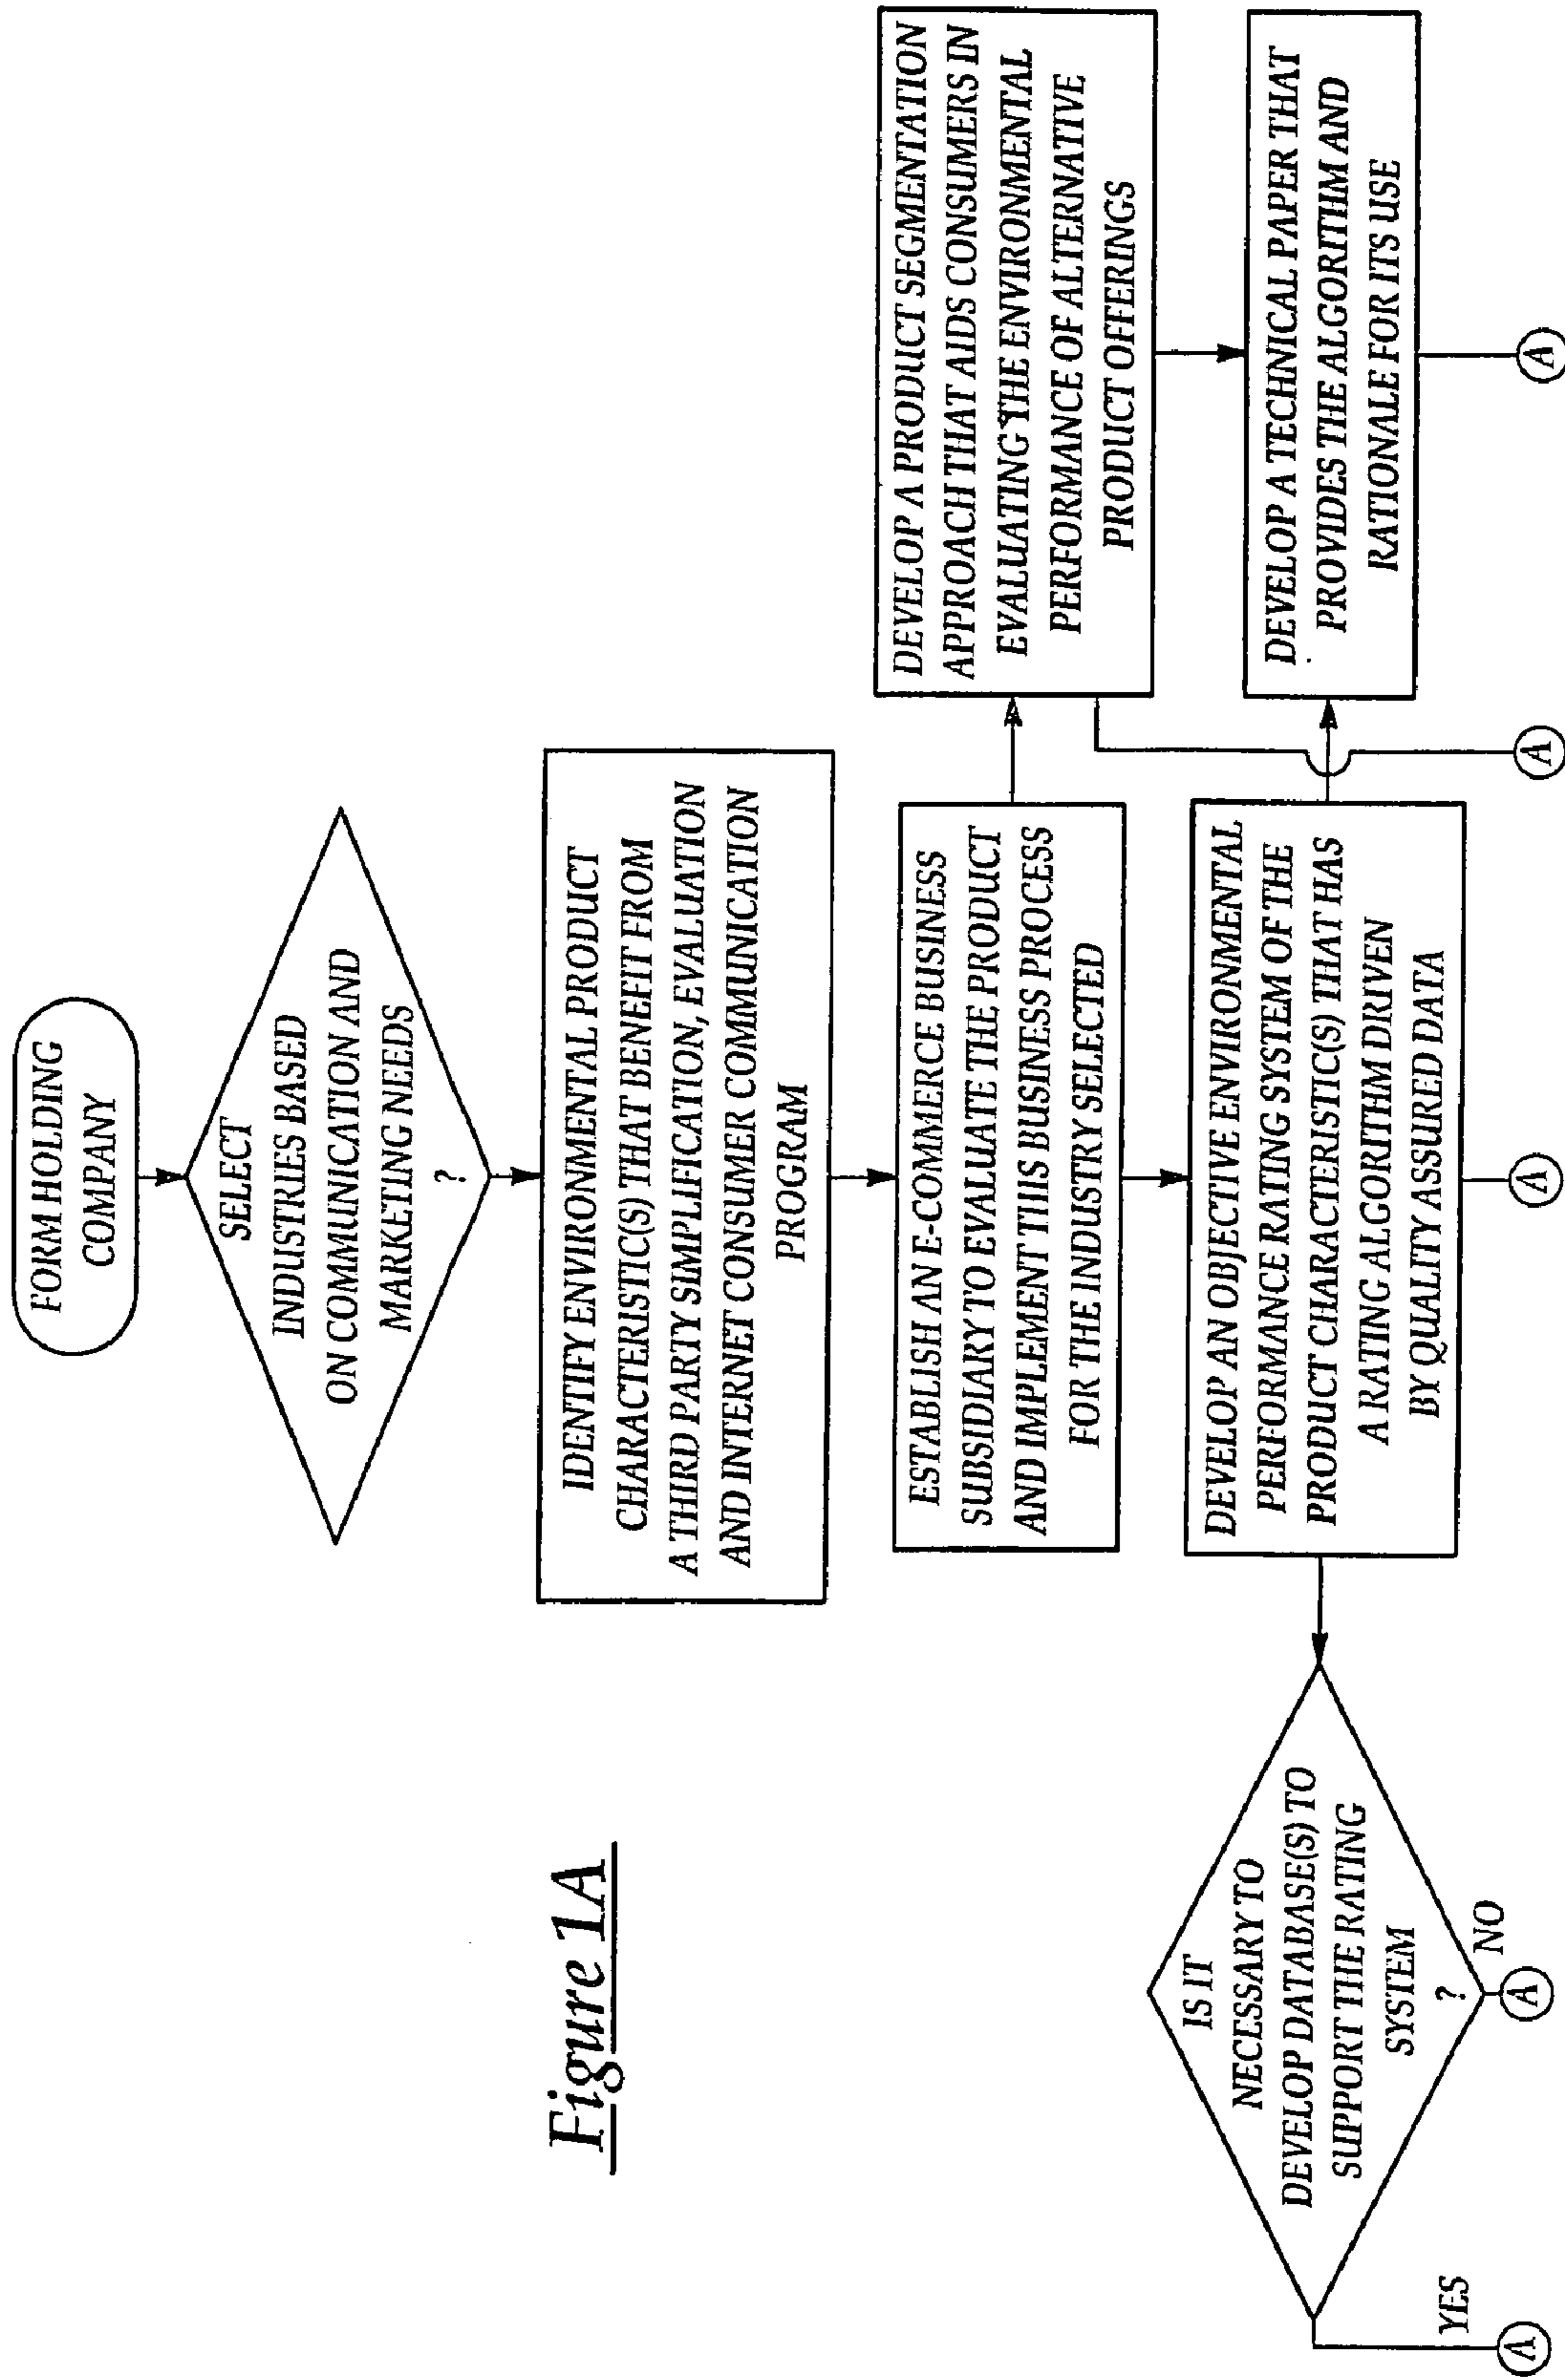 FORM HOLDING
COMPANY
SELECT
INDUSTRIES BASED
ON COMMUNICATION AND
MARKETING NEEDS
?
IDENTIFY ENVIRONMENTAL PRODUCT
CHARACTERISTIC(S) THAT BENEFIT FROM
A THIRD PARTY SIMPLIFICATION, EVALUATION
AND INTERNET CONSUMER COMMUNICATION
PROGRAM
Figure 1A
ESTABLISH AN E-COMMERCE BUSINESS
SUBSIDIARY TO EVALUATE THE PRODUCT
AND IMPLEMENT THIS BUSINESS PROCESS
FOR THE INDUSTRY SELECTED
DEVELOP A PRODUCT SEGMENTATION
APPROACH THAT AIDS CONSUMERS IN
EVALUATING THE ENVIRONMENTAL
PERFORMANCE OF ALTERNATIVE
PRODUCT OFFERINGS
IS IT
NECESSARY TO
DEVELOP DATABASE(S) TO
SUPPORT THE RATING
SYSTEM
?
DEVELOP AN OBJECTIVE ENVIRONMENTAL
PERFORMANCE RATING SYSTEM OF THE
PRODUCT CHARACTERISTIC(S) THAT HAS
A RATING ALGORITHM DRIVEN
BY QUALITY ASSURED DATA
DEVELOP A TECHNICAL PAPER THAT
PROVIDES THE ALGORITHM AND
RATIONALE FOR ITS USE
YES
NO
A
A
A
A
A